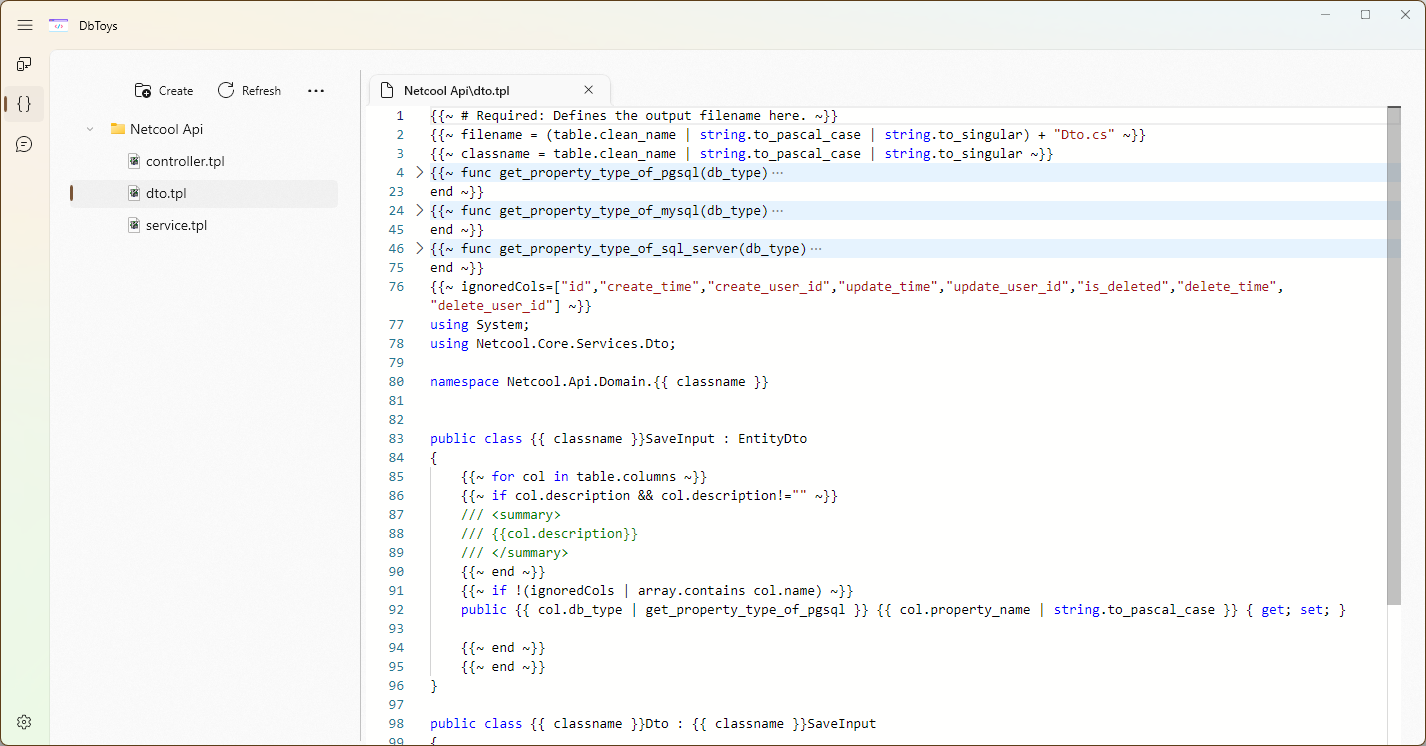 DbToys
Create Refresh ···
Netcool Api
controller.tpl
dto.tpl
service.tpl
Netcool Api\dto.tpl
1 {{~ # Required: Defines the output filename here. ~}}
2 {{~ filename = (table.clean_name | string.to_pascal_case | string.to_singular) + "Dto.cs" ~}}
3 {{~ classname = table.clean_name | string.to_pascal_case | string.to_singular ~}}
4 {{~ func get_property_type_of_pgsql(db_type) ···
23 end ~}}
24 {{~ func get_property_type_of_mysql(db_type) ···
45 end ~}}
46 {{~ func get_property_type_of_sql_server(db_type) ···
75 end ~}}
76 {{~ ignoredCols=["id","create_time","create_user_id","update_time","update_user_id","is_deleted","delete_time",
"delete_user_id"] ~}}
77 using System;
78 using Netcool.Core.Services.Dto;
79
80 namespace Netcool.Api.Domain.{{ classname }}
81
82
83 public class {{ classname }}SaveInput : EntityDto
84 {
85 {{~ for col in table.columns ~}}
86 {{~ if col.description && col.description!="" ~}}
87 /// <summary>
88 /// {{col.description}}
89 /// </summary>
90 {{~ end ~}}
91 {{~ if !(ignoredCols | array.contains col.name) ~}}
92 public {{ col.db_type | get_property_type_of_pgsql }} {{ col.property_name | string.to_pascal_case }} { get; set; }
93
94 {{~ end ~}}
95 {{~ end ~}}
96 }
97
98 public class {{ classname }}Dto : {{ classname }}SaveInput
99 {